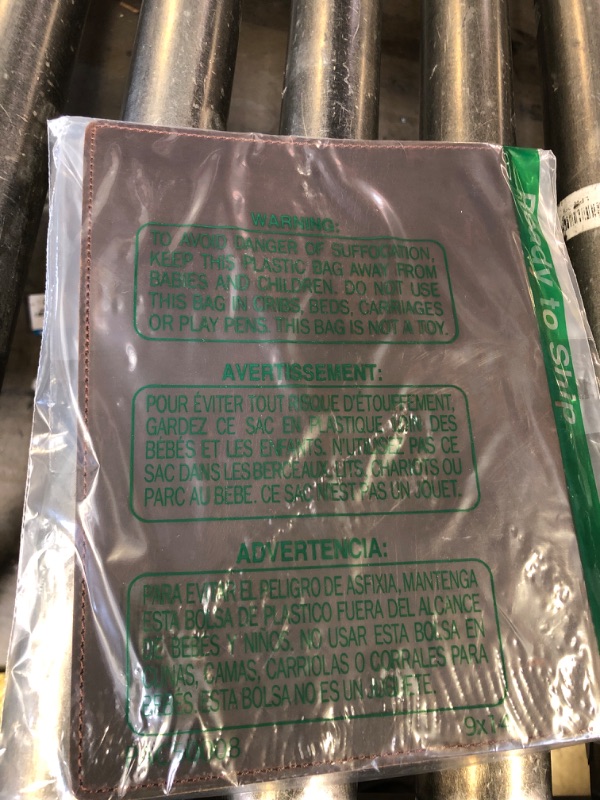 WARNING:
TO AVOID DANGER OF SUFFOCATION,
KEEP THIS PLASTIC BAG AWAY FROM
BABIES AND CHILDREN. DO NOT USE
THIS BAG IN CRIBS, BEDS, CARRIAGES
OR PLAY PENS. THIS BAG IS NOT A TOY.
AVERTISSEMENT:
POUR ÉVITER TOUT RISQUE D'ÉTOUFFEMENT,
GARDEZ CE SAC EN PLASTIQUE LOIN DES
BÉBÉS ET LES ENFANTS. N'UTILISEZ PAS CE
SAC DANS LES BERCEAUX, LITS, CHARIOTS OU
PARC AU BÉBÉ. CE SAC N'EST PAS UN JOUET.
ADVERTENCIA:
PARA EVITAR EL PELIGRO DE ASFIXIA, MANTENGA
ESTA BOLSA DE PLASTICO FUERA DEL ALCANCE
DE BEBES Y NINOS. NO USAR ESTA BOLSA EN
CUNAS, CAMAS, CARRIOLAS O CORRALES PARA
BEBES ESTA BOLSA NO ES UN JUGUETE.
9x14
Ready to Ship